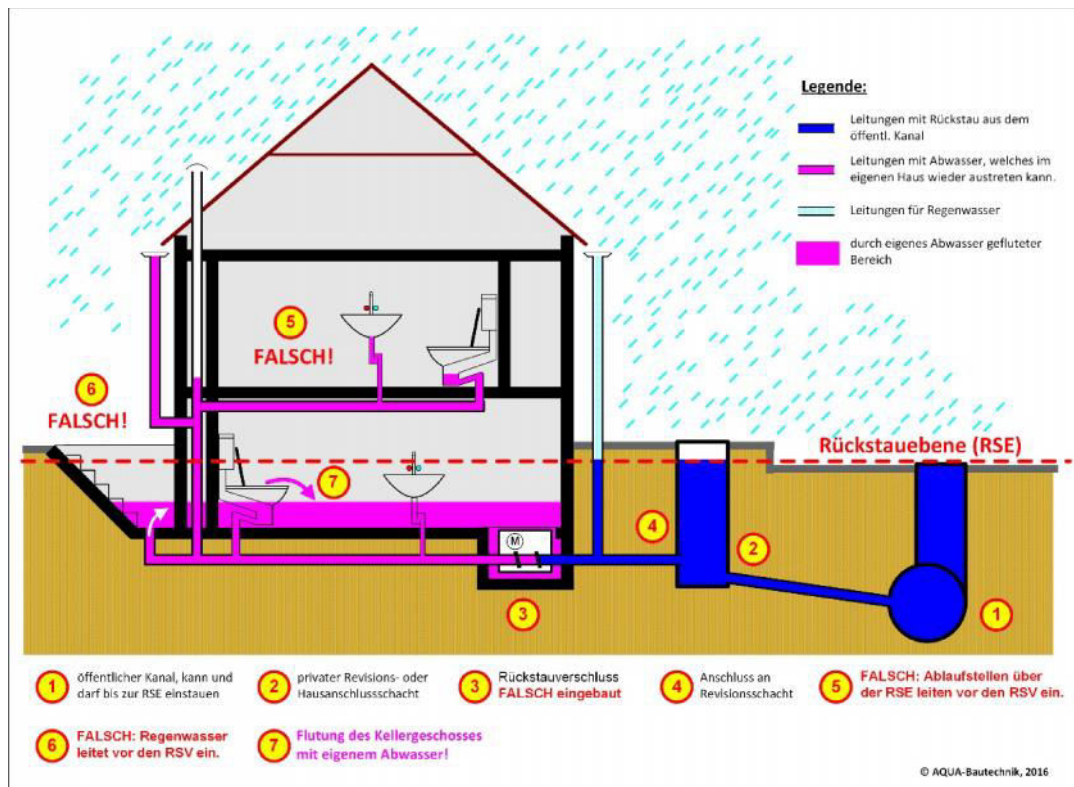 Legende:
Leitungen mit Rückstau aus dem
öffentl. Kanal
Leitungen mit Abwasser, welches im
eigenen Haus wieder austreten kann.
Leitungen für Regenwasser
durch eigenes Abwasser gefluteter
Bereich
5
FALSCH!
6
FALSCH!
Rückstauebene (RSE)
7
4
M
2
3
1
1 öffentlicher Kanal, kann und
darf bis zur RSE einstauen
2 privater Revisions- oder
Hausanschlussschacht
3 Rückstauverschluss
FALSCH eingebaut
4 Anschluss an
Revisionsschacht
5 FALSCH: Ablaufstellen über
der RSE leiten vor den RSV ein.
6 FALSCH: Regenwasser
leitet vor den RSV ein.
7 Flutung des Kellergeschosses
mit eigenem Abwasser!
© AQUA-Bautechnik, 2016